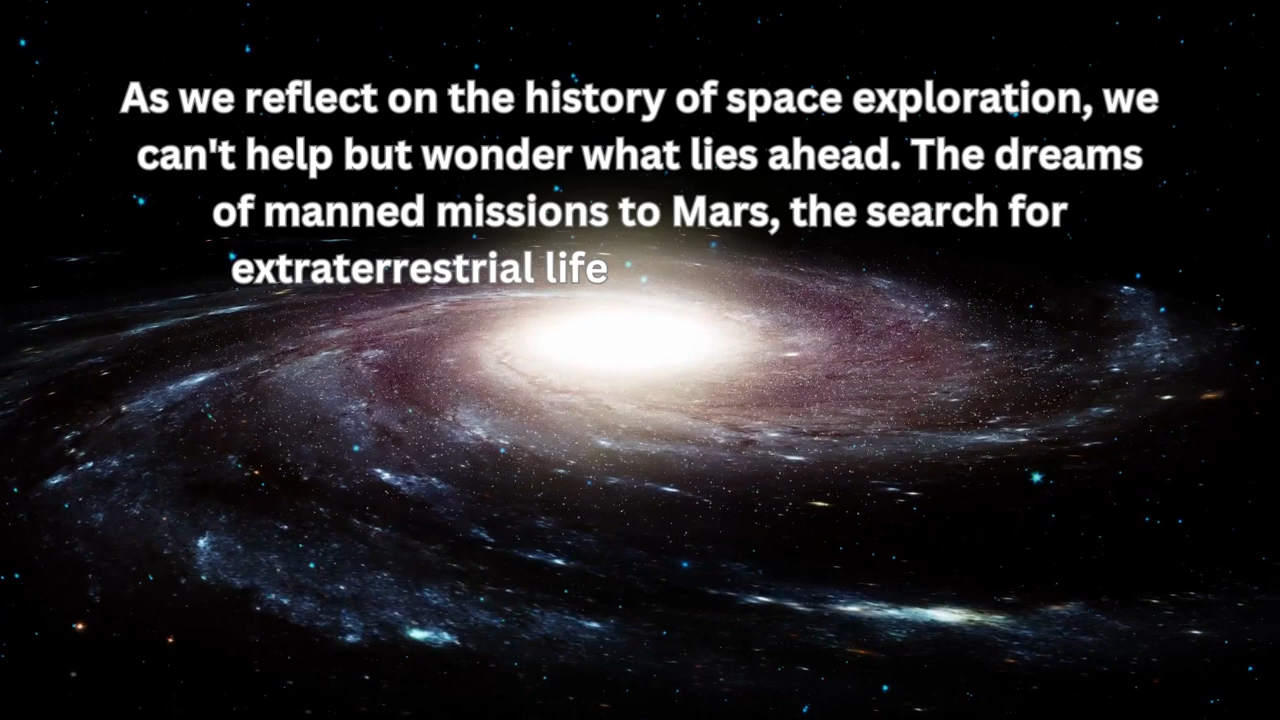 As we reflect on the history of space exploration, we
can't help but wonder what lies ahead. The dreams
of manned missions to Mars, the search for
extraterrestrial life